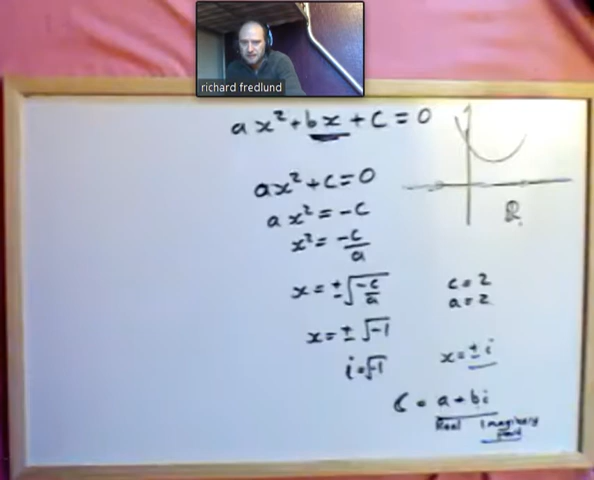 richard fredlund
ax² + bx + c = 0
ax² + c = 0
ax² = -c
x² = -c/a
x = ±√(-c/a)
c = 2
a = 2
x = ±√-1
i = √-1
x = ± i
ℂ = a + bi
Real Imaginary
part
ℝ